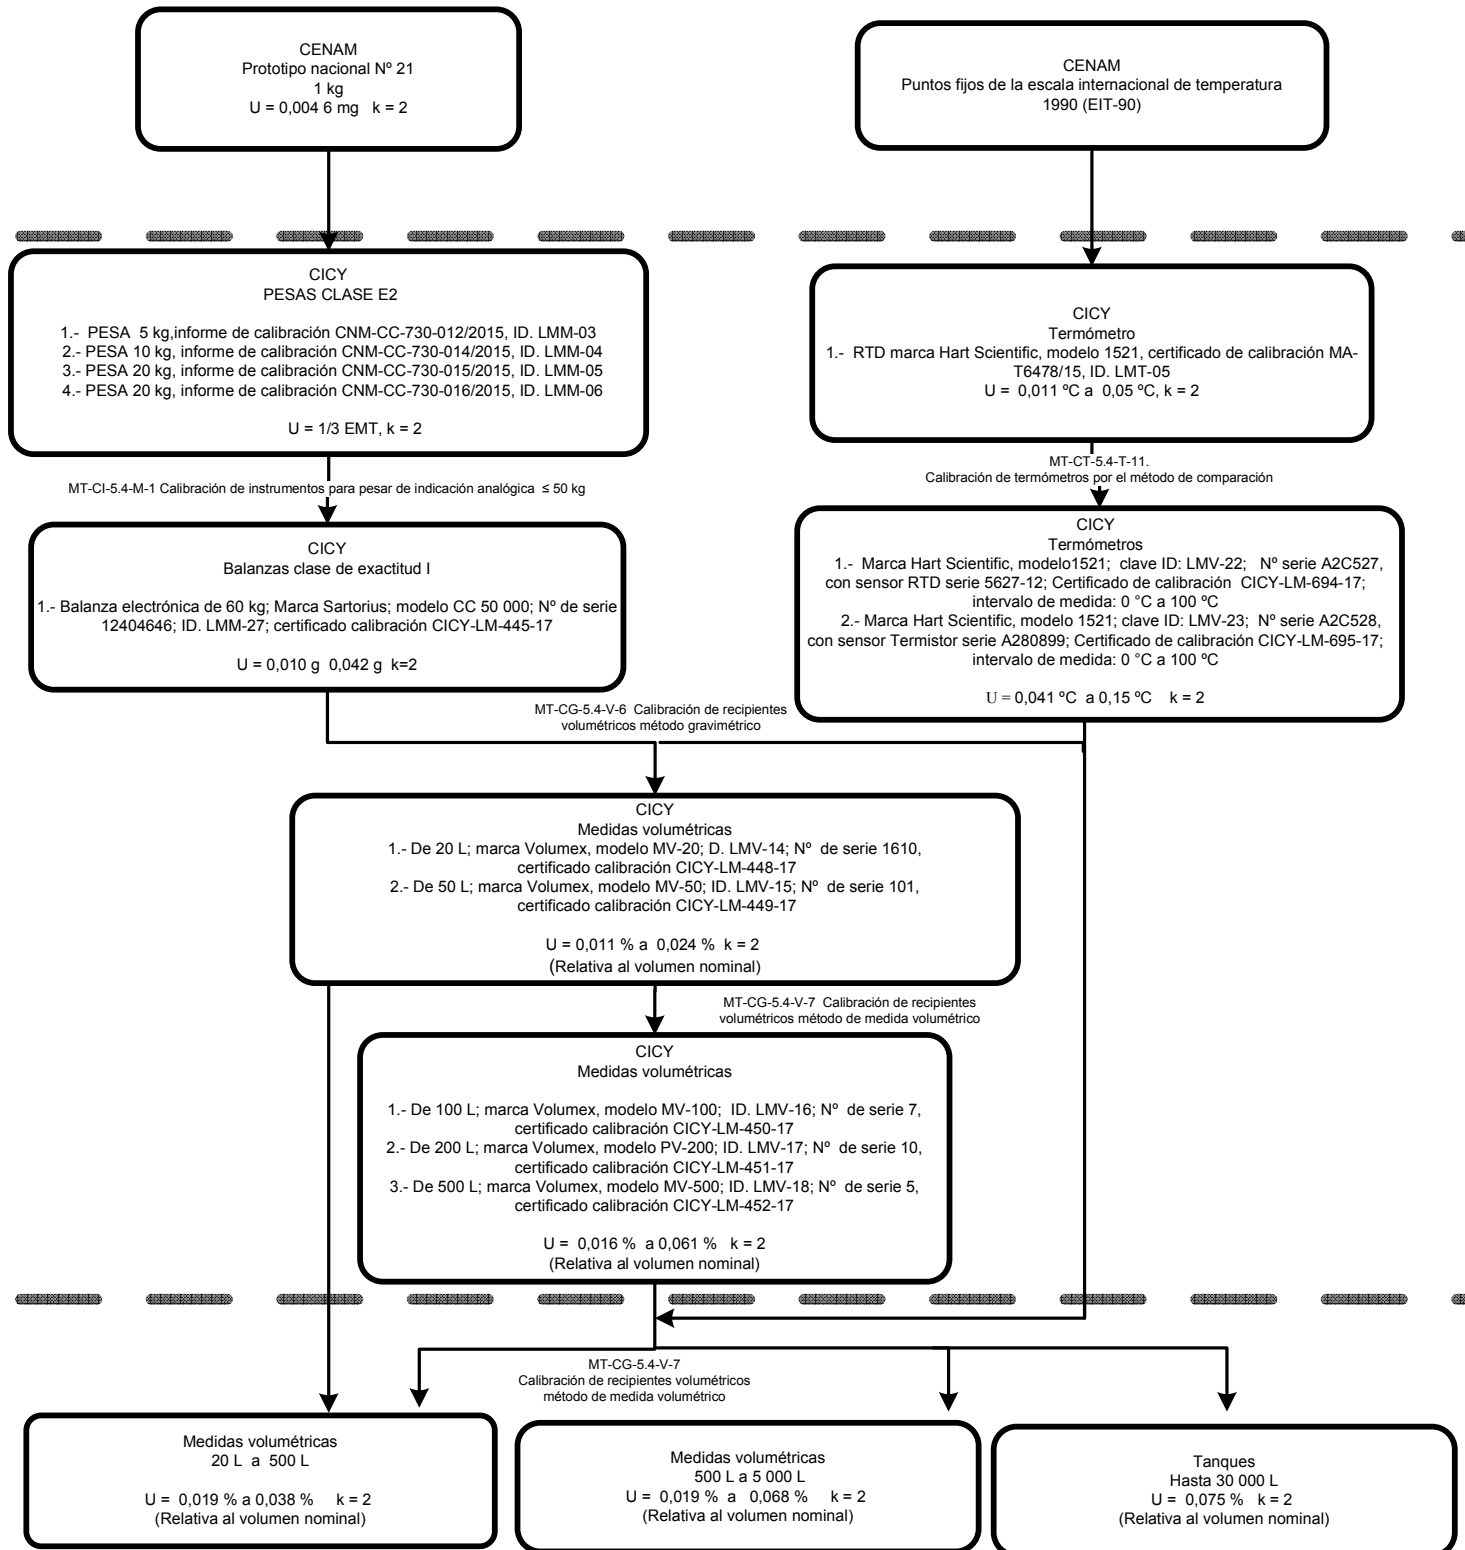 CENAM
Prototipo nacional Nº 21
1 kg
U = 0,004 6 mg k = 2
CENAM
Puntos fijos de la escala internacional de temperatura
1990 (EIT-90)
CICY
PESAS CLASE E2
1.- PESA 5 kg,informe de calibración CNM-CC-730-012/2015, ID. LMM-03
2.- PESA 10 kg, informe de calibración CNM-CC-730-014/2015, ID. LMM-04
3.- PESA 20 kg, informe de calibración CNM-CC-730-015/2015, ID. LMM-05
4.- PESA 20 kg, informe de calibración CNM-CC-730-016/2015, ID. LMM-06
U = 1/3 EMT, k = 2
CICY
Termómetro
1.- RTD marca Hart Scientific, modelo 1521, certificado de calibración MA-
T6478/15, ID. LMT-05
U = 0,011 ºC a 0,05 ºC, k = 2
MT-CI-5.4-M-1 Calibración de instrumentos para pesar de indicación analógica ≤ 50 kg
MT-CT-5.4-T-11.
Calibración de termómetros por el método de comparación
CICY
Balanzas clase de exactitud I
1.- Balanza electrónica de 60 kg; Marca Sartorius; modelo CC 50 000; Nº de serie
12404646; ID. LMM-27; certificado calibración CICY-LM-445-17
U = 0,010 g 0,042 g k=2
CICY
Termómetros
1.- Marca Hart Scientific, modelo1521; clave ID: LMV-22; Nº serie A2C527,
con sensor RTD serie 5627-12; Certificado de calibración CICY-LM-694-17;
intervalo de medida: 0 °C a 100 ºC
2.- Marca Hart Scientific, modelo 1521; clave ID: LMV-23; Nº serie A2C528,
con sensor Termistor serie A280899; Certificado de calibración CICY-LM-695-17;
intervalo de medida: 0 °C a 100 ºC
U = 0,041 ºC a 0,15 ºC k = 2
MT-CG-5.4-V-6 Calibración de recipientes
volumétricos método gravimétrico
CICY
Medidas volumétricas
1.- De 20 L; marca Volumex, modelo MV-20; D. LMV-14; Nº de serie 1610,
certificado calibración CICY-LM-448-17
2.- De 50 L; marca Volumex, modelo MV-50; ID. LMV-15; Nº de serie 101,
certificado calibración CICY-LM-449-17
U = 0,011 % a 0,024 % k = 2
(Relativa al volumen nominal)
MT-CG-5.4-V-7 Calibración de recipientes
volumétricos método de medida volumétrico
CICY
Medidas volumétricas
1.- De 100 L; marca Volumex, modelo MV-100; ID. LMV-16; Nº de serie 7,
certificado calibración CICY-LM-450-17
2.- De 200 L; marca Volumex, modelo PV-200; ID. LMV-17; Nº de serie 10,
certificado calibración CICY-LM-451-17
3.- De 500 L; marca Volumex, modelo MV-500; ID. LMV-18; Nº de serie 5,
certificado calibración CICY-LM-452-17
U = 0,016 % a 0,061 % k = 2
(Relativa al volumen nominal)
MT-CG-5.4-V-7
Calibración de recipientes volumétricos
método de medida volumétrico
Medidas volumétricas
20 L a 500 L
U = 0,019 % a 0,038 % k = 2
(Relativa al volumen nominal)
Medidas volumétricas
500 L a 5 000 L
U = 0,019 % a 0,068 % k = 2
(Relativa al volumen nominal)
Tanques
Hasta 30 000 L
U = 0,075 % k = 2
(Relativa al volumen nominal)